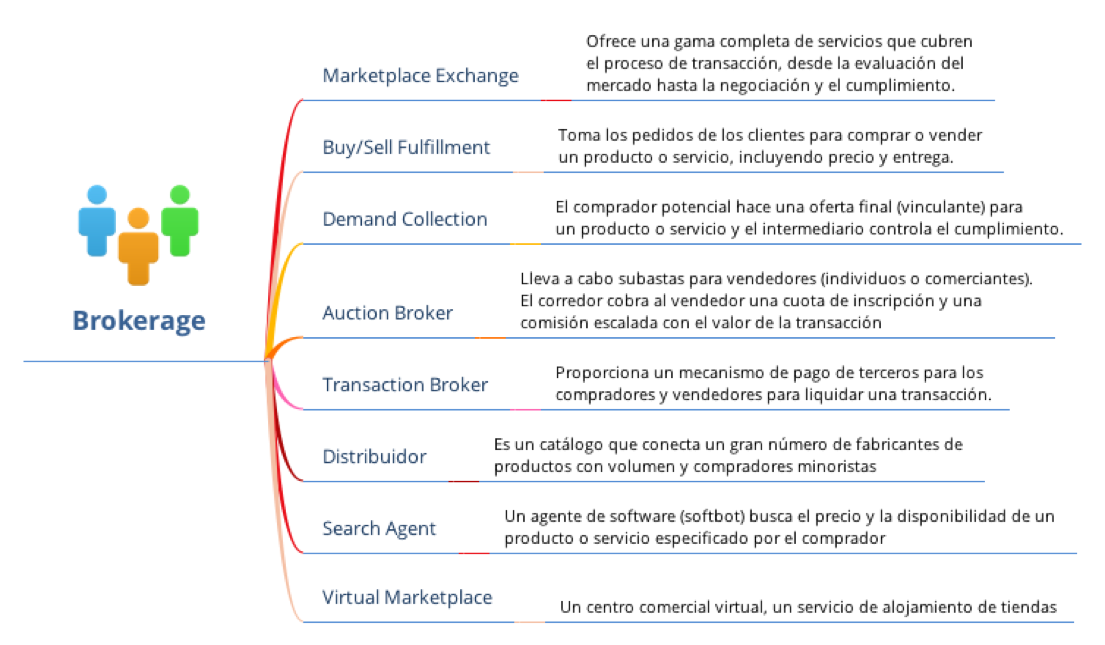 Brokerage
Marketplace Exchange
Ofrece una gama completa de servicios que cubren
el proceso de transacción, desde la evaluación del
mercado hasta la negociación y el cumplimiento.
Buy/Sell Fulfillment
Toma los pedidos de los clientes para comprar o vender
un producto o servicio, incluyendo precio y entrega.
Demand Collection
El comprador potencial hace una oferta final (vinculante) para
un producto o servicio y el intermediario controla el cumplimiento.
Auction Broker
Lleva a cabo subastas para vendedores (individuos o comerciantes).
El corredor cobra al vendedor una cuota de inscripción y una
comisión escalada con el valor de la transacción
Transaction Broker
Proporciona un mecanismo de pago de terceros para los
compradores y vendedores para liquidar una transacción.
Distribuidor
Es un catálogo que conecta un gran número de fabricantes de
productos con volumen y compradores minoristas
Search Agent
Un agente de software (softbot) busca el precio y la disponibilidad de un
producto o servicio especificado por el comprador
Virtual Marketplace
Un centro comercial virtual, un servicio de alojamiento de tiendas